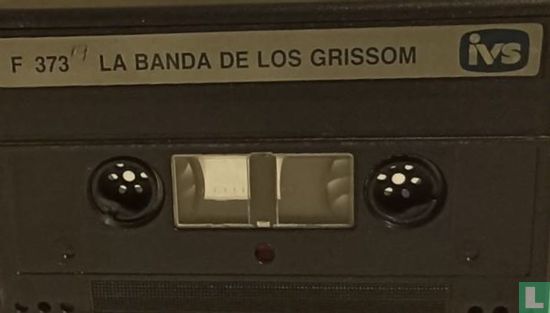 F 373 LA BANDA DE LOS GRISSOM ivs
L